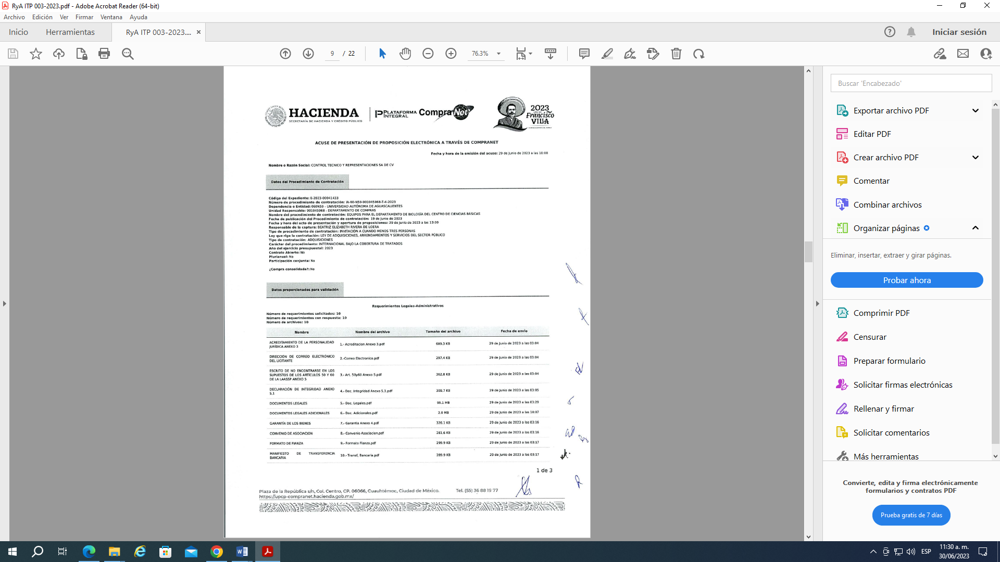 RyA ITP 003-2023.pdf - Adobe Acrobat Reader (64-bit)
Archivo Edición Ver Firmar Ventana Ayuda
Inicio Herramientas RyA ITP 003-2023.... × Iniciar sesión
9 / 22 76.3%
HACIENDA
SECRETARÍA DE HACIENDA Y CRÉDITO PÚBLICO
PLATAFORMA INTEGRAL CompraNet
2023
AÑO DE
Francisco
VILLA
ACUSE DE PRESENTACIÓN DE PROPOSICIÓN ELECTRÓNICA A TRAVÉS DE COMPRANET
Fecha y hora de la emisión del acuse: 29 de Junio de 2023 a las 10:08
Nombre o Razón Social: CONTROL TECNICO Y REPRESENTACIONES SA DE CV
Datos del Procedimiento de Contratación
Código del Expediente: E-2023-00041433
Número de procedimiento de contratación: IA-60-N59-901045968-T-4-2023
Dependencia o Entidad: 060N59 - UNIVERSIDAD AUTÓNOMA DE AGUASCALIENTES
Unidad Responsable: 901045968 - DEPARTAMENTO DE COMPRAS
Nombre del procedimiento de contratación: EQUIPOS PARA EL DEPARTAMENTO DE BIOLOGÍA DEL CENTRO DE CIENCIAS BÁSICAS
Fecha de publicación del Procedimiento de contratación: 19 de Junio de 2023
Fecha y hora del acto de presentación y apertura de proposiciones: 29 de Junio de 2023 a las 13:00
Responsable de la captura: BEATRIZ ELIZABETH RIVERA DE LOERA
Tipo de procedimiento de contratación: INVITACIÓN A CUANDO MENOS TRES PERSONAS
Ley que rige la contratación: LEY DE ADQUISICIONES, ARRENDAMIENTOS Y SERVICIOS DEL SECTOR PÚBLICO
Tipo de contratación: ADQUISICIONES
Carácter del procedimiento: INTERNACIONAL BAJO LA COBERTURA DE TRATADOS
Año del ejercicio presupuestal: 2023
Contrato Abierto: No
Plurianual: No
Participación conjunta: No
¿Compra consolidada?: No
Datos proporcionados para validación
Requerimientos Legales-Administrativos
Número de requerimientos solicitados: 10
Número de requerimientos con respuesta: 10
Número de archivos: 10
Nombre Nombre del archivo Tamaño del archivo Fecha de envío
ACREDITAMIENTO DE LA PERSONALIDAD
JURÍDICA ANEXO 3 1.- Acreditacion Anexo 3.pdf 689.3 KB 29 de Junio de 2023 a las 03:04
DIRECCIÓN DE CORREO ELECTRÓNICO
DEL LICITANTE 2.-Correo Electronico.pdf 297.4 KB 29 de Junio de 2023 a las 03:04
ESCRITO DE NO ENCONTRARSE EN LOS
SUPUESTOS DE LOS ARTÍCULOS 50 Y 60 3.- Art. 50y60 Anexo 5.pdf 362.8 KB 29 de Junio de 2023 a las 03:04
DE LA LAASSP ANEXO 5
DECLARACIÓN DE INTEGRIDAD ANEXO
5.1 4.- Dec. Integridad Anexo 5.1.pdf 309.7 KB 29 de Junio de 2023 a las 03:05
DOCUMENTOS LEGALES 5.- Doc. Legales.pdf 99.1 MB 29 de Junio de 2023 a las 03:29
DOCUMENTOS LEGALES ADICIONALES 6.- Doc. Adicionales.pdf 2.0 MB 29 de Junio de 2023 a las 10:07
GARANTÍA DE LOS BIENES 7.- Garantia Anexo 4.pdf 326.1 KB 29 de Junio de 2023 a las 03:16
CONVENIO DE ASOCIACION 8.- Convenio Asociacion.pdf 281.6 KB 29 de Junio de 2023 a las 03:16
FORMATO DE FIANZA 9.- Formato Fianza.pdf 299.9 KB 29 de Junio de 2023 a las 03:17
MANIFIESTO DE TRANSFERENCIA
BANCARIA 10.- Transf, Bancaria.pdf 289.9 KB 29 de Junio de 2023 a las 03:17
1 de 3
Plaza de la República s/n, Col. Centro, CP. 06066, Cuauhtémoc, Ciudad de México. Tel. (55) 36 88 19 77
https://upcp-compranet.hacienda.gob.mx/
Buscar 'Encabezado'
Exportar archivo PDF
Editar PDF
Crear archivo PDF
Comentar
Combinar archivos
Organizar páginas
Eliminar, insertar, extraer y girar páginas.
Probar ahora
Comprimir PDF
Censurar
Preparar formulario
Solicitar firmas electrónicas
Rellenar y firmar
Solicitar comentarios
Más herramientas
Convierte, edita y firma electrónicamente
formularios y contratos PDF
Prueba gratis de 7 días
ESP 11:30 a. m.
30/06/2023